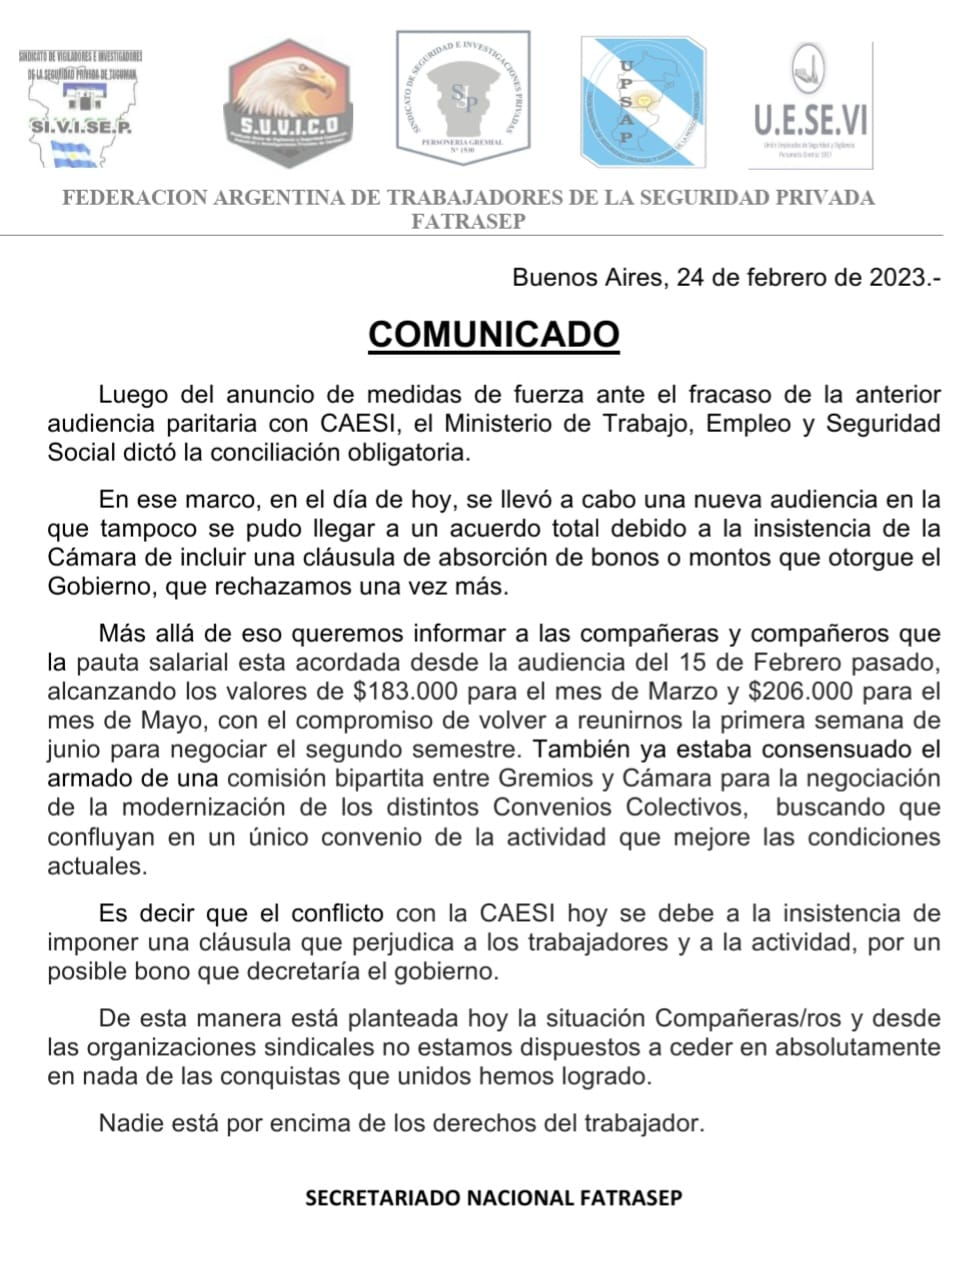 SINDICATO DE VIGILADORES E INVESTIGADORES
DE LA SEGURIDAD PRIVADA DE TUCUMAN
SI.V.I.SE.P.
S.U.V.I.C.O
SINDICATO DE SEGURIDAD E INVESTIGACIONES PRIVADAS
SIP
PERSONERIA GREMIAL
N° 1930
UPSAP
U.E.SE.VI
Unión Empleados de Seguridad y Vigilancia
FEDERACION ARGENTINA DE TRABAJADORES DE LA SEGURIDAD PRIVADA
FATRASEP
Buenos Aires, 24 de febrero de 2023.-
COMUNICADO
Luego del anuncio de medidas de fuerza ante el fracaso de la anterior
audiencia paritaria con CAESI, el Ministerio de Trabajo, Empleo y Seguridad
Social dictó la conciliación obligatoria.
En ese marco, en el día de hoy, se llevó a cabo una nueva audiencia en la
que tampoco se pudo llegar a un acuerdo total debido a la insistencia de la
Cámara de incluir una cláusula de absorción de bonos o montos que otorgue el
Gobierno, que rechazamos una vez más.
Más allá de eso queremos informar a las compañeras y compañeros que
la pauta salarial esta acordada desde la audiencia del 15 de Febrero pasado,
alcanzando los valores de $183.000 para el mes de Marzo y $206.000 para el
mes de Mayo, con el compromiso de volver a reunirnos la primera semana de
junio para negociar el segundo semestre. También ya estaba consensuado el
armado de una comisión bipartita entre Gremios y Cámara para la negociación
de la modernización de los distintos Convenios Colectivos, buscando que
confluyan en un único convenio de la actividad que mejore las condiciones
actuales.
Es decir que el conflicto con la CAESI hoy se debe a la insistencia de
imponer una cláusula que perjudica a los trabajadores y a la actividad, por un
posible bono que decretaría el gobierno.
De esta manera está planteada hoy la situación Compañeras/ros y desde
las organizaciones sindicales no estamos dispuestos a ceder en absolutamente
en nada de las conquistas que unidos hemos logrado.
Nadie está por encima de los derechos del trabajador.
SECRETARIADO NACIONAL FATRASEP